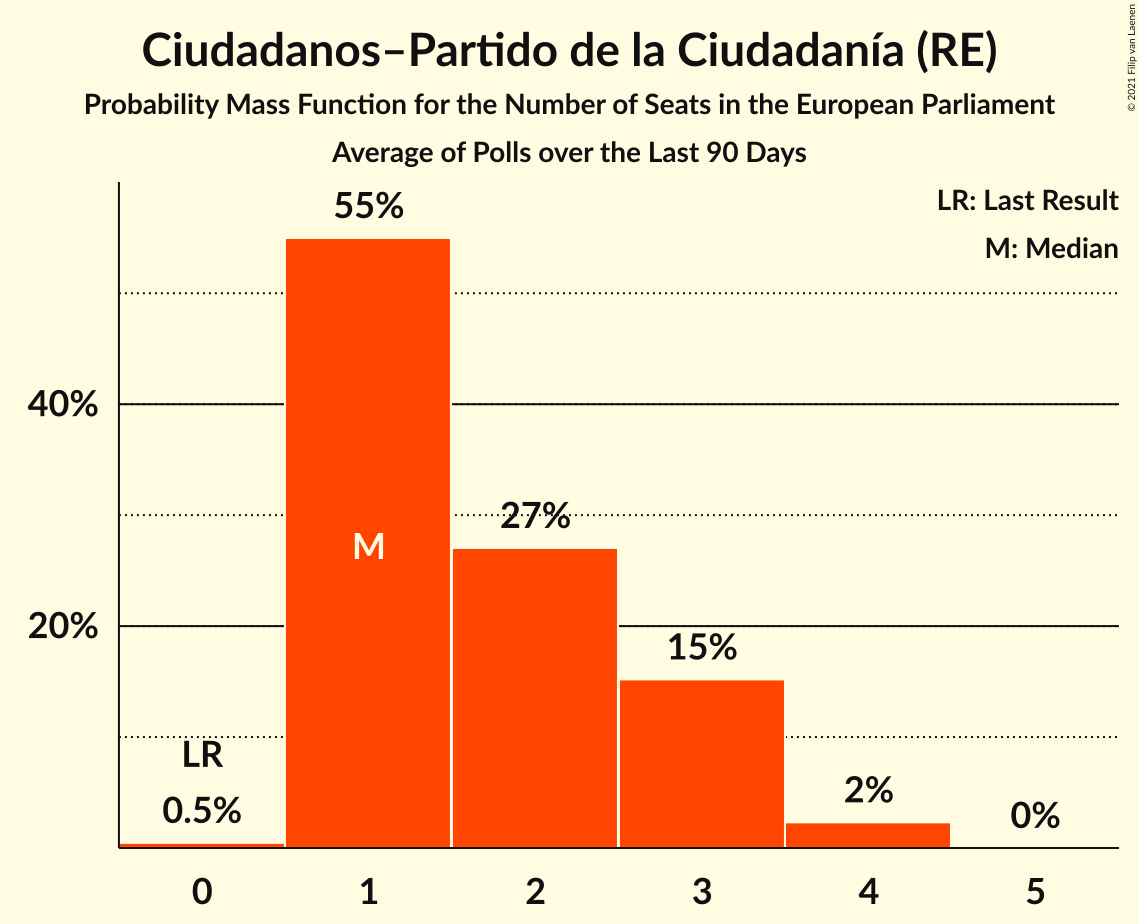 Ciudadanos–Partido de la Ciudadanía (RE)
Probability Mass Function for the Number of Seats in the European Parliament
Average of Polls over the Last 90 Days
© 2021 Filip van Laenen
LR: Last Result
M: Median
55%
40%
M
27%
20%
15%
LR
0.5%
2%
0%
0 1 2 3 4 5